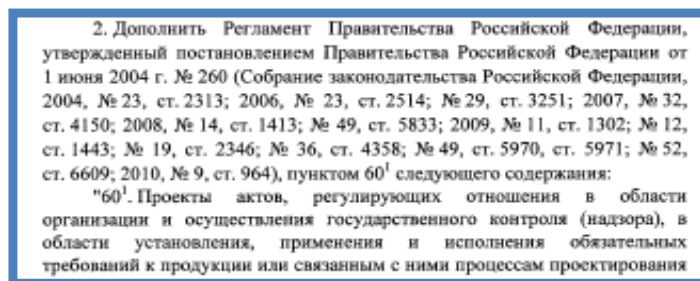 2. Дополнить Регламент Правительства Российской Федерации,
утвержденный постановлением Правительства Российской Федерации от
1 июня 2004 г. № 260 (Собрание законодательства Российской Федерации,
2004, № 23, ст. 2313; 2006, № 23, ст. 2514; № 29, ст. 3251; 2007, № 32,
ст. 4150; 2008, № 14, ст. 1413; № 49, ст. 5833; 2009, № 11, ст. 1302; № 12,
ст. 1443; № 19, ст. 2346; № 36, ст. 4358; № 49, ст. 5970, ст. 5971; № 52,
ст. 6609; 2010, № 9, ст. 964), пунктом 60¹ следующего содержания:
"60¹. Проекты актов, регулирующих отношения в области
организации и осуществления государственного контроля (надзора), в
области установления, применения и исполнения обязательных
требований к продукции или связанным с ними процессам проектирования